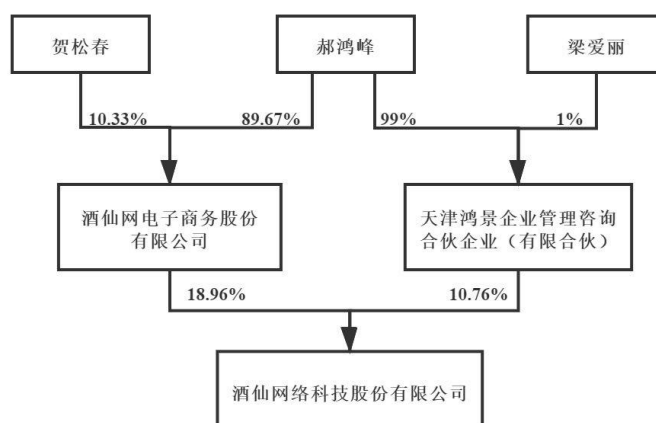 贺松春
郝鸿峰
梁爱丽
10.33%
89.67%
99%
1%
酒仙网电子商务股份
有限公司
天津鸿景企业管理咨询
合伙企业（有限合伙）
18.96%
10.76%
酒仙网络科技股份有限公司